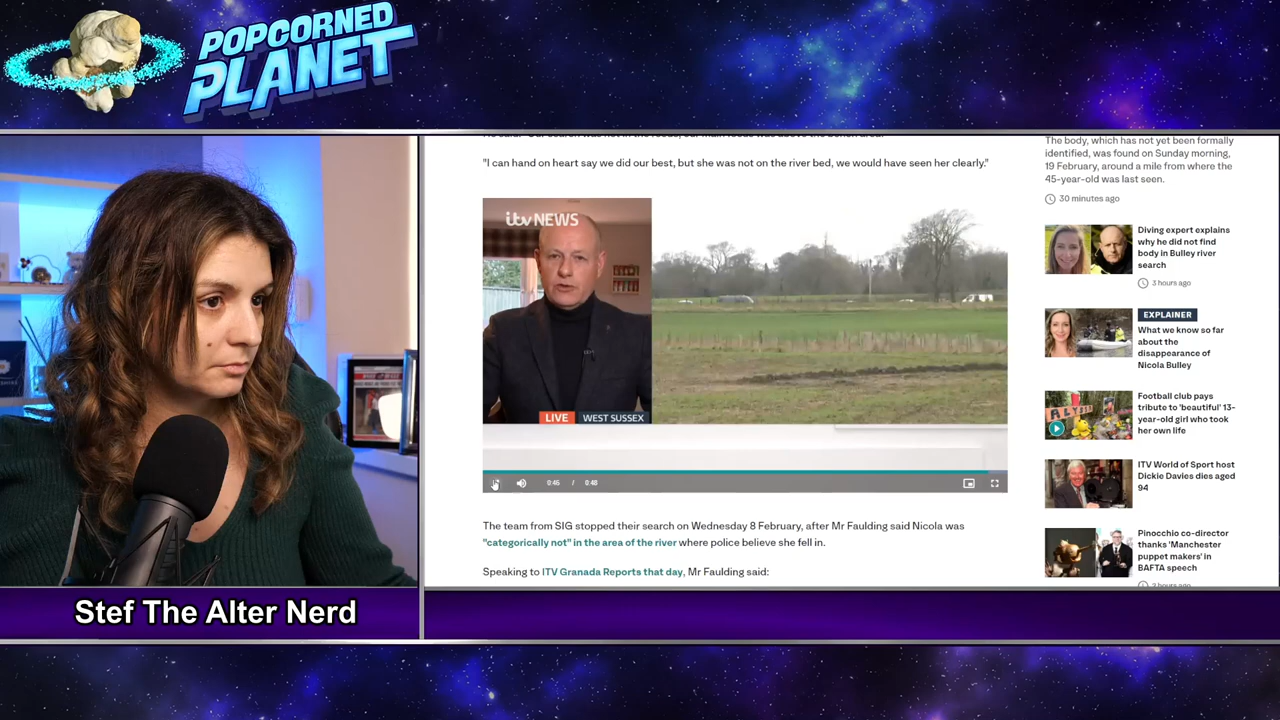 POPCORNED
PLANET
"I can hand on heart say we did our best, but she was not on the river bed, we would have seen her clearly."
itv NEWS
LIVE WEST SUSSEX
0:46 / 0:48
The team from SIG stopped their search on Wednesday 8 February, after Mr Faulding said Nicola was
"categorically not" in the area of the river where police believe she fell in.
Speaking to ITV Granada Reports that day, Mr Faulding said:
The body, which has not yet been formally
identified, was found on Sunday morning,
19 February, around a mile from where the
45-year-old was last seen.
30 minutes ago
Diving expert explains
why he did not find
body in Bulley river
search
3 hours ago
EXPLAINER
What we know so far
about the
disappearance of
Nicola Bulley
Football club pays
tribute to 'beautiful' 13-
year-old girl who took
her own life
ITV World of Sport host
Dickie Davies dies aged
94
Pinocchio co-director
thanks 'Manchester
puppet makers' in
BAFTA speech
3 hours ago
Stef The Alter Nerd